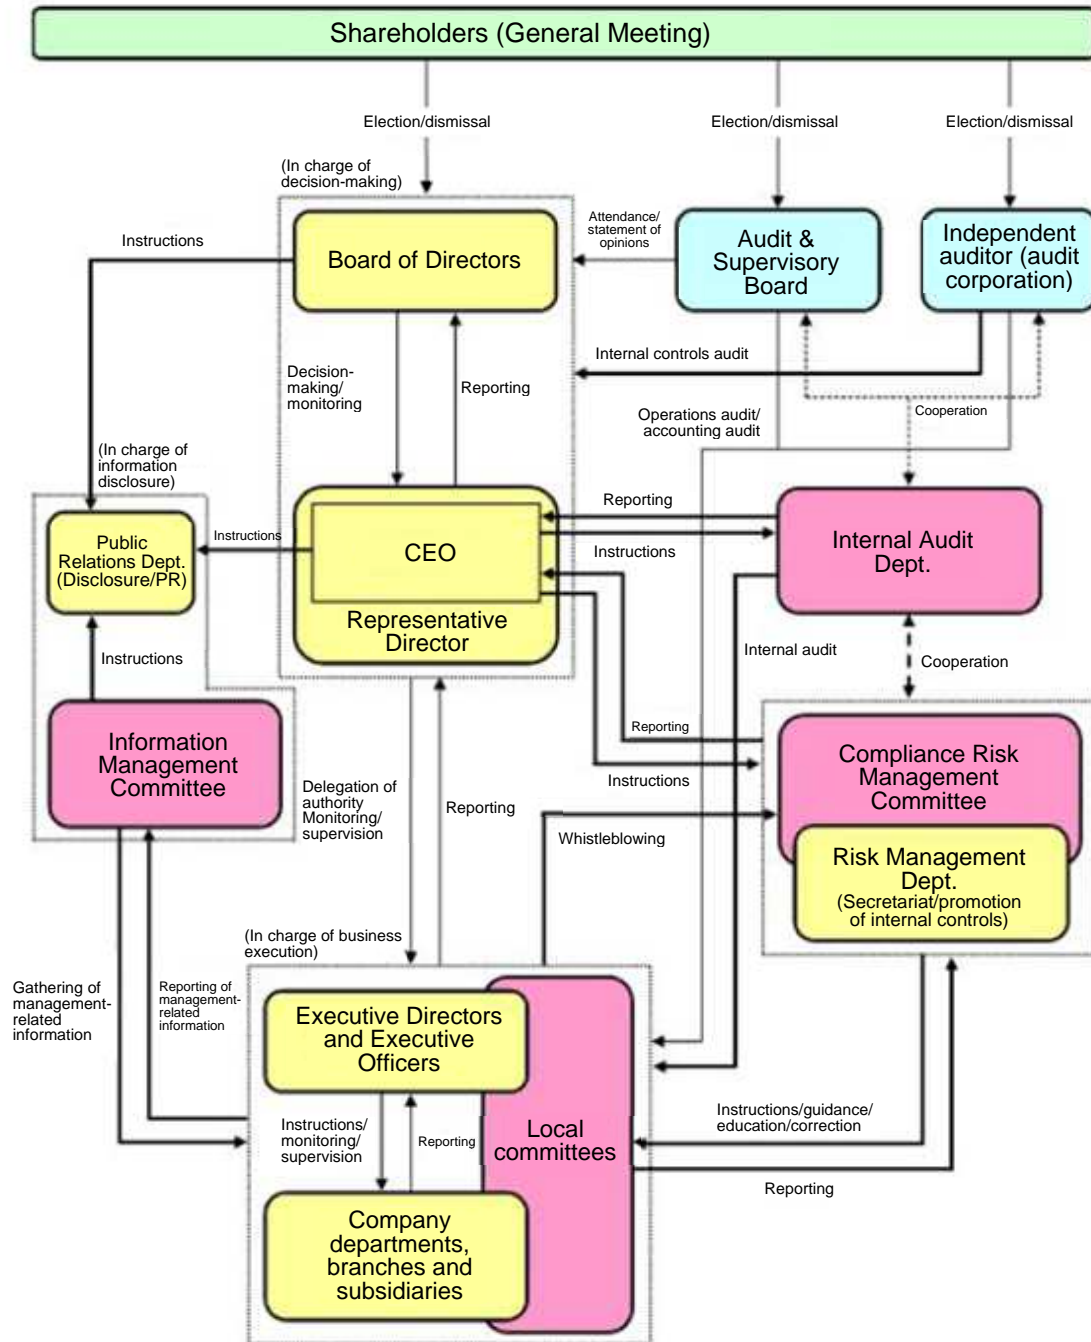 Shareholders (General Meeting)
Election/dismissal
Election/dismissal
Election/dismissal
(In charge of
decision-making)
Board of Directors
Attendance/
statement of
opinions
Audit &
Supervisory
Board
Independent
auditor (audit
corporation)
Instructions
Internal controls audit
Decision-
making/
monitoring
Reporting
Operations audit/
accounting audit
Cooperation
(In charge of
information
disclosure)
Public
Relations Dept.
(Disclosure/PR)
Instructions
CEO
Representative
Director
Reporting
Instructions
Internal Audit
Dept.
Instructions
Internal audit
Cooperation
Information
Management
Committee
Delegation of
authority
Monitoring/
supervision
Reporting
Reporting
Instructions
Compliance Risk
Management
Committee
Whistleblowing
Risk Management
Dept.
(Secretariat/promotion
of internal controls)
(In charge of business
execution)
Gathering of
management-
related
information
Reporting of
management-
related
information
Executive Directors
and Executive
Officers
Instructions/
monitoring/
supervision
Reporting
Local
committees
Instructions/guidance/
education/correction
Reporting
Company
departments,
branches and
subsidiaries